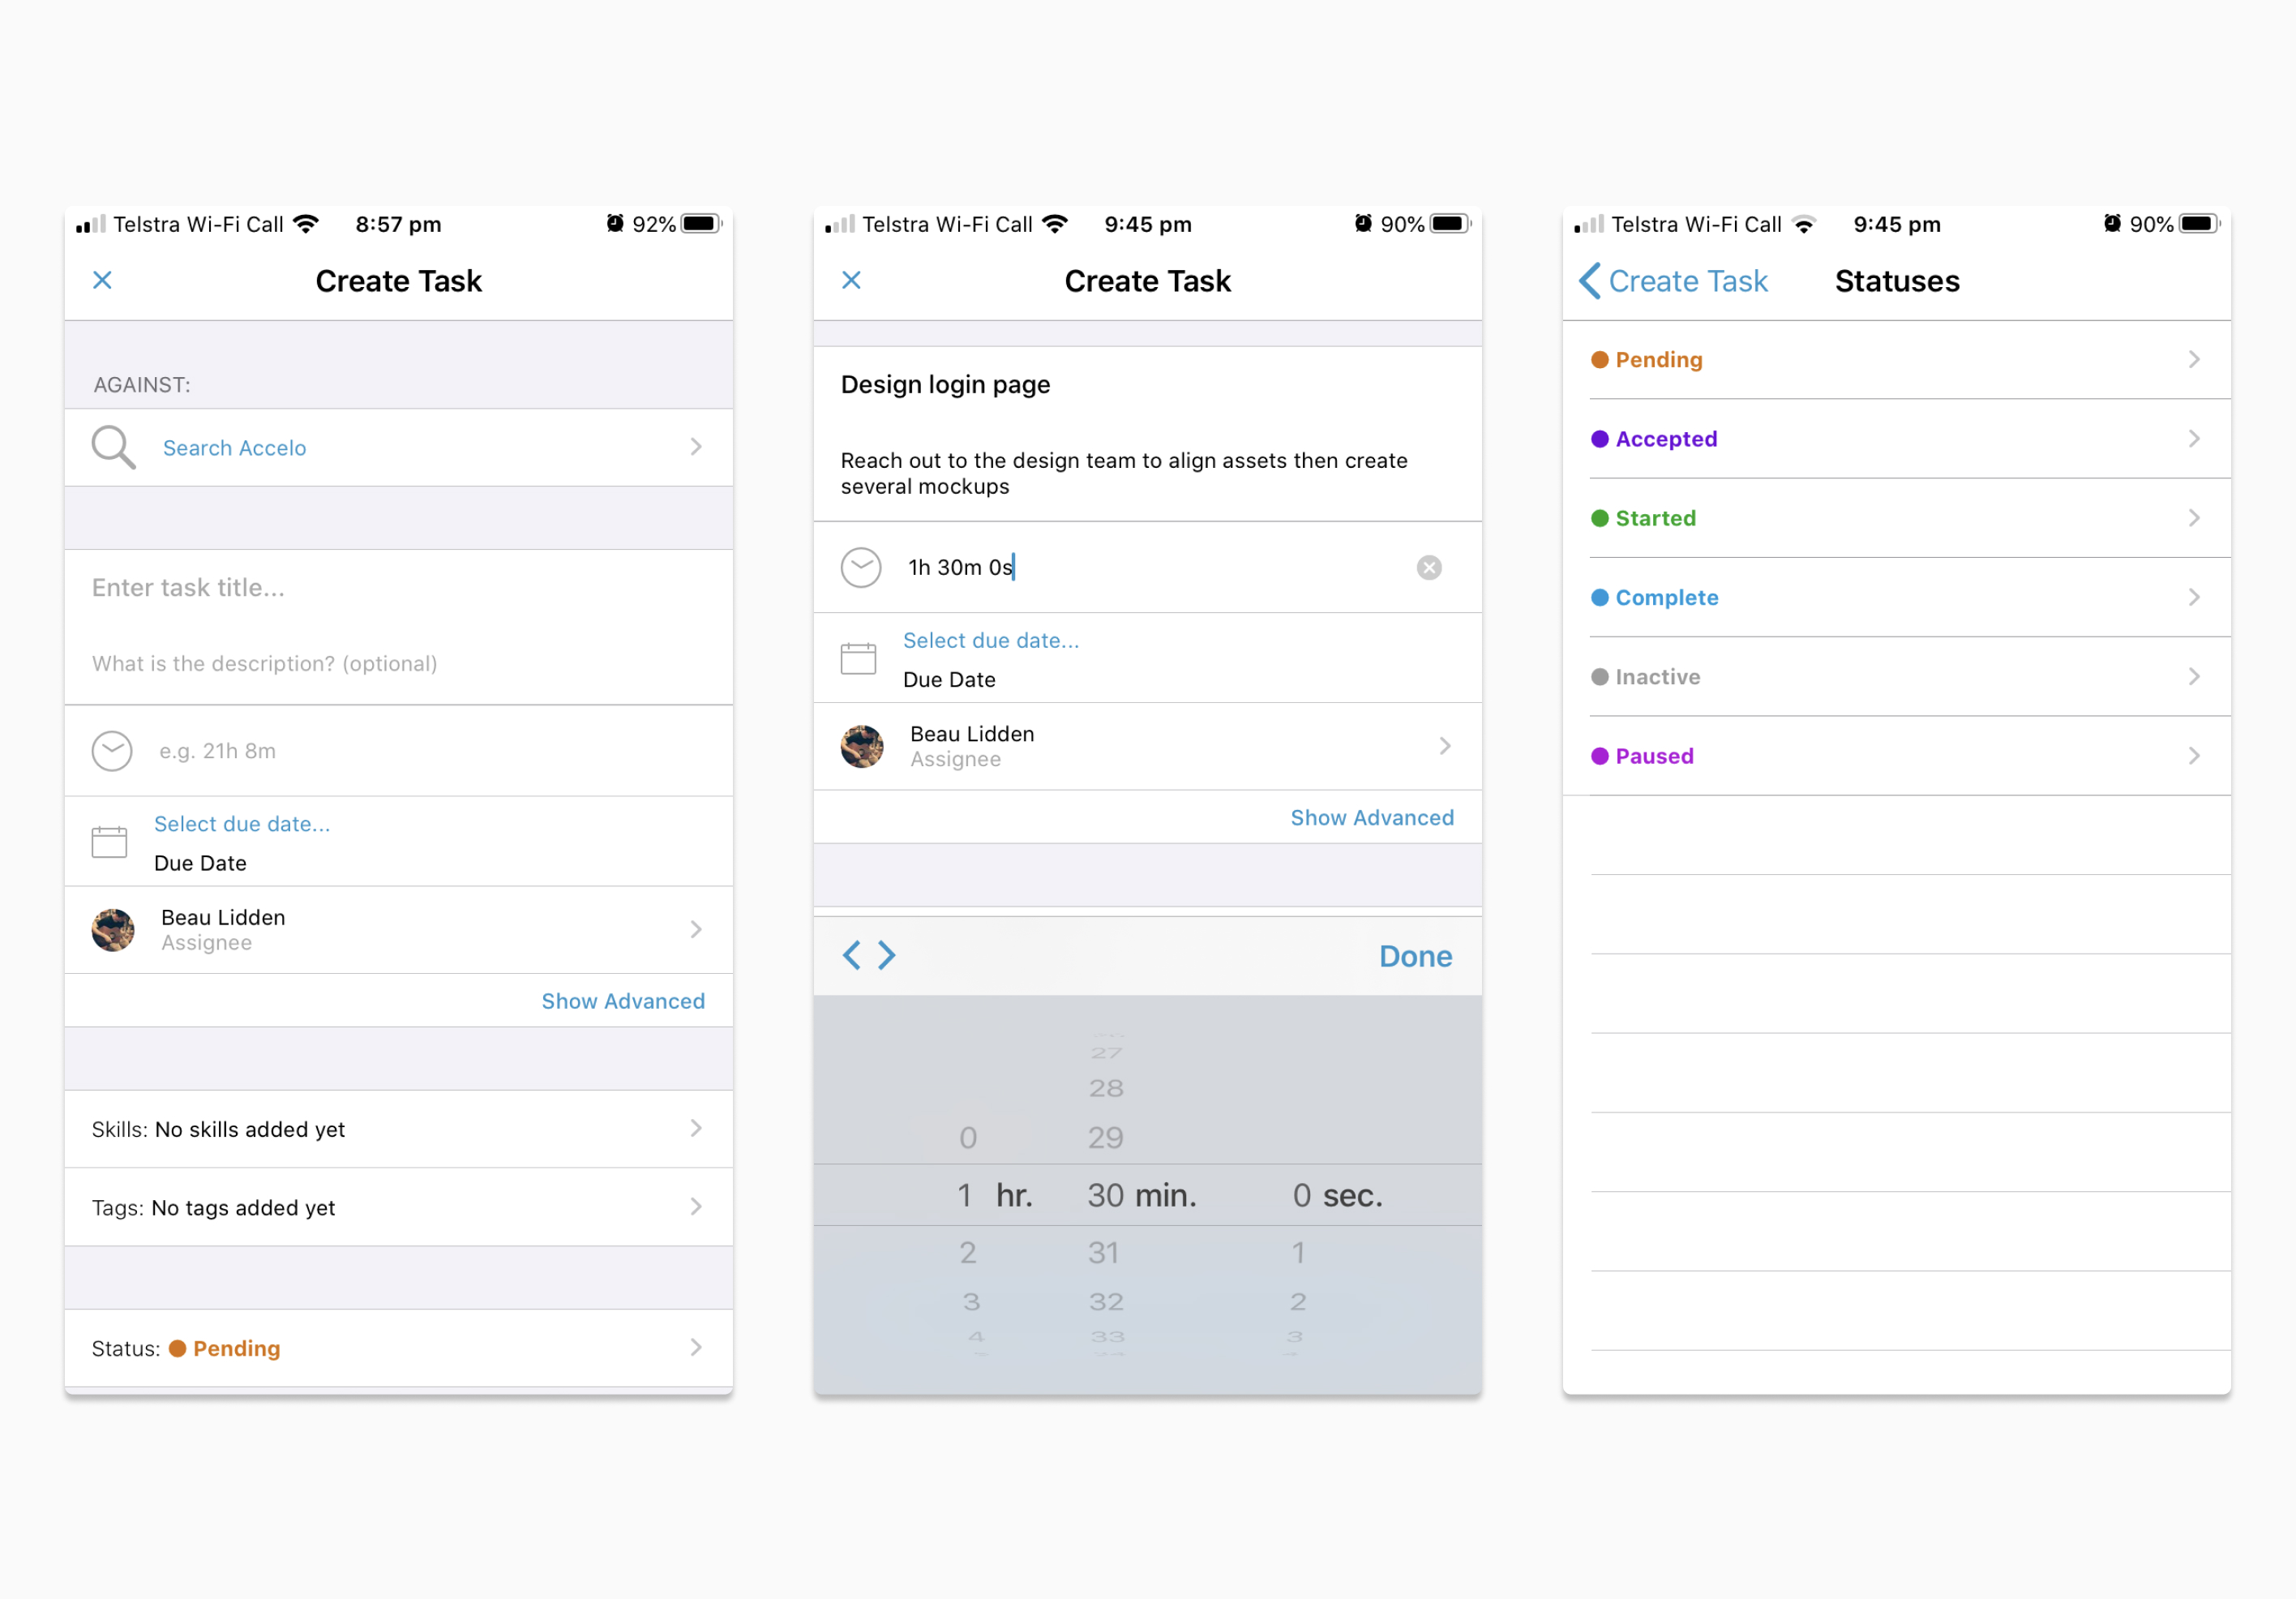 Telstra Wi-Fi Call 8:57 pm 92%
Create Task
AGAINST:
Search Accelo
Enter task title...
What is the description? (optional)
e.g. 21h 8m
Select due date...
Due Date
Beau Lidden
Assignee
Show Advanced
Skills: No skills added yet
Tags: No tags added yet
Status: Pending
Telstra Wi-Fi Call 9:45 pm 90%
Create Task
Design login page
Reach out to the design team to align assets then create
several mockups
1h 30m 0s
Select due date...
Due Date
Beau Lidden
Assignee
Show Advanced
Done
27
28
0 29
1 hr. 30 min. 0 sec.
2 31 1
3 32 2
4 33 3
Telstra Wi-Fi Call 9:45 pm 90%
Create Task Statuses
Pending
Accepted
Started
Complete
Inactive
Paused